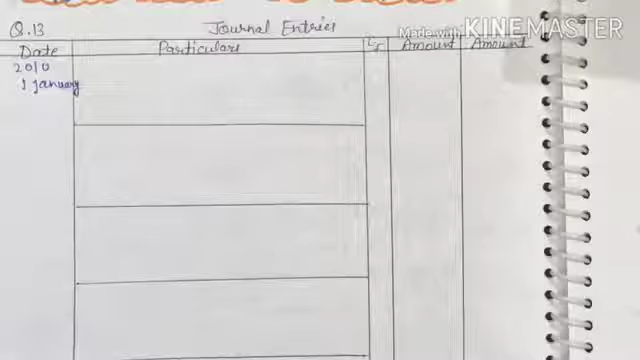 Made with KINEMASTER
Q.13 Journal Entries
Date Particulars L.F Amount Amount
2010
1 January